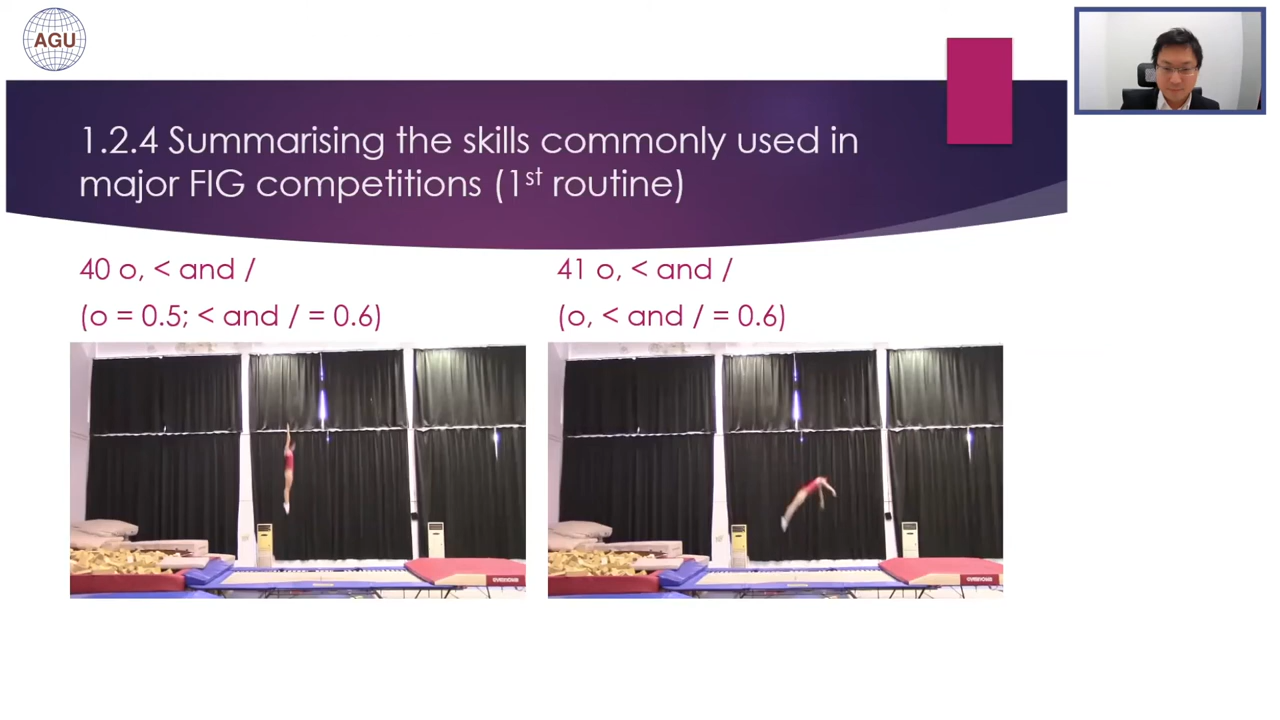 AGU
1.2.4 Summarising the skills commonly used in
major FIG competitions (1st routine)
40 o, < and /
(o = 0.5; < and / = 0.6)
41 o, < and /
(o, < and / = 0.6)